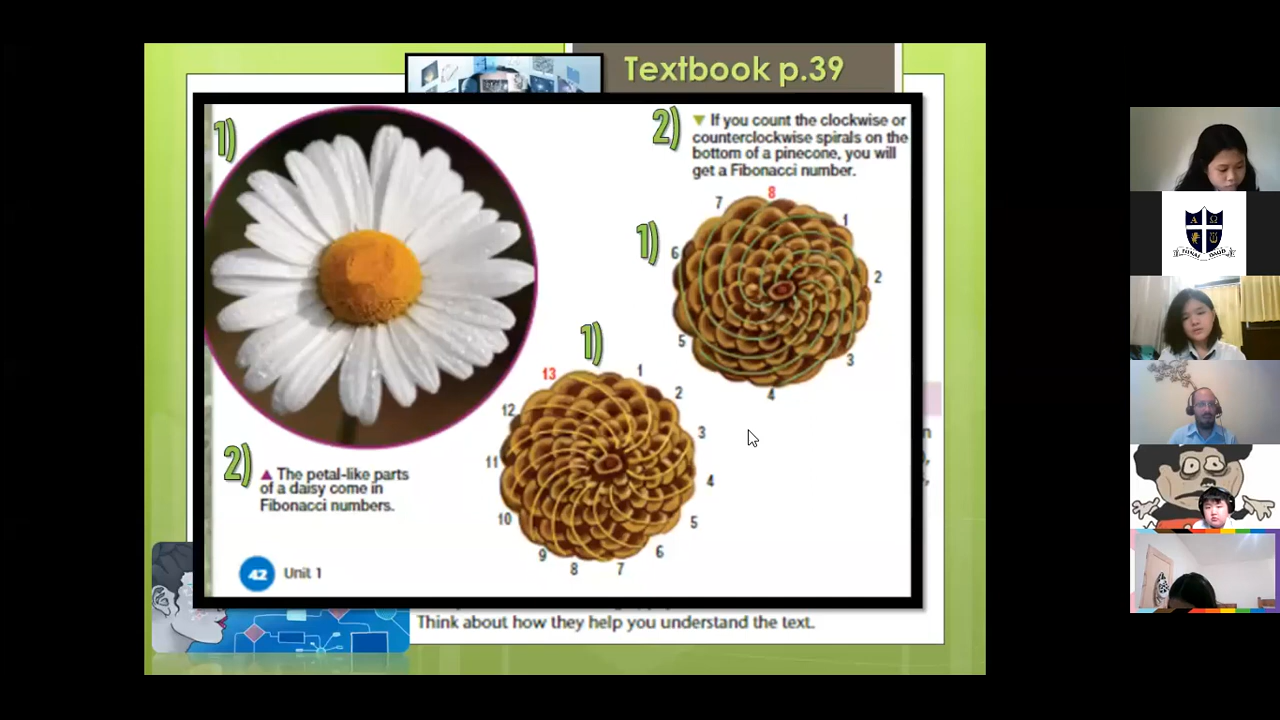 Textbook p.39
1)
2)
▼ If you count the clockwise or
counterclockwise spirals on the
bottom of a pinecone, you will
get a Fibonacci number.
1)
8
1
2
3
4
5
6
7
1)
13
1
2
3
4
5
6
7
8
9
10
11
12
2)
▲ The petal-like parts
of a daisy come in
Fibonacci numbers.
42 Unit 1
Think about how they help you understand the text.
Α Ω